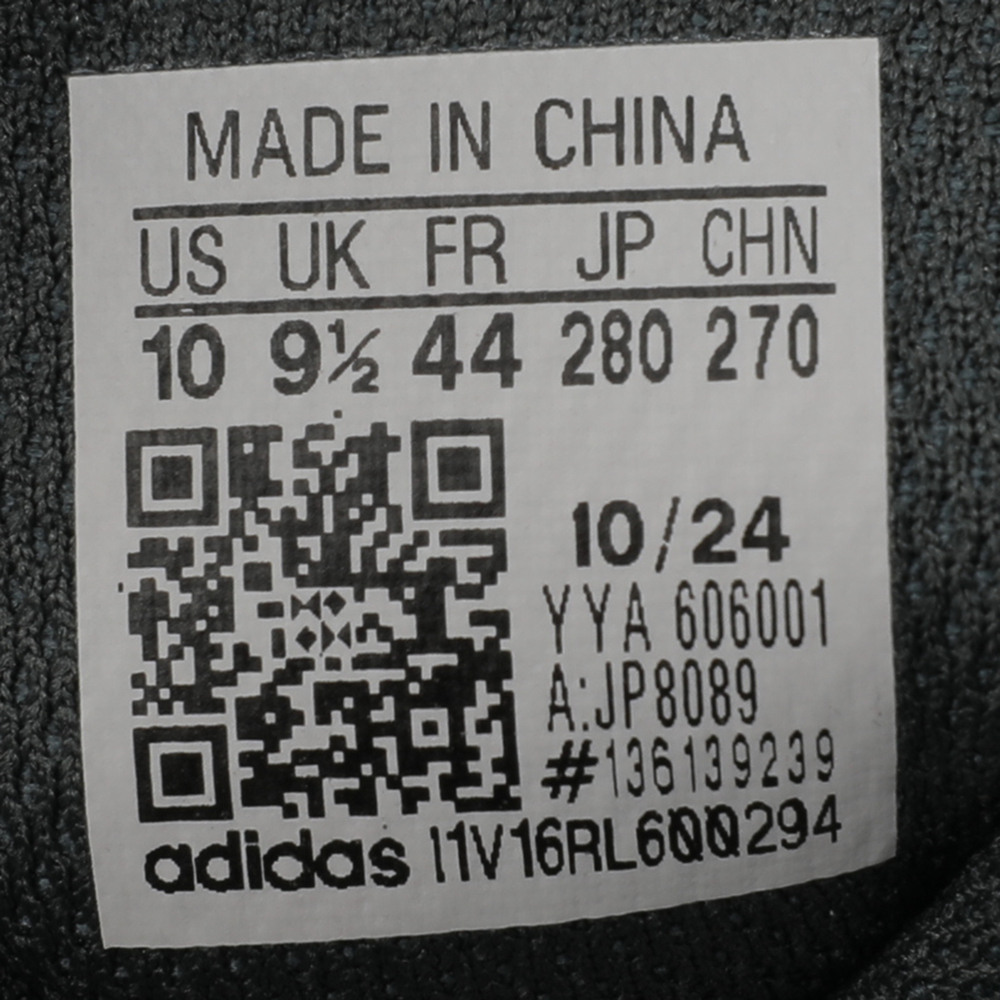 MADE IN CHINA
US UK FR JP CHN
10 9½ 44 280 270
10/24
YYA 606001
A:JP8089
#136139239
adidas I1V16RL6QQ294